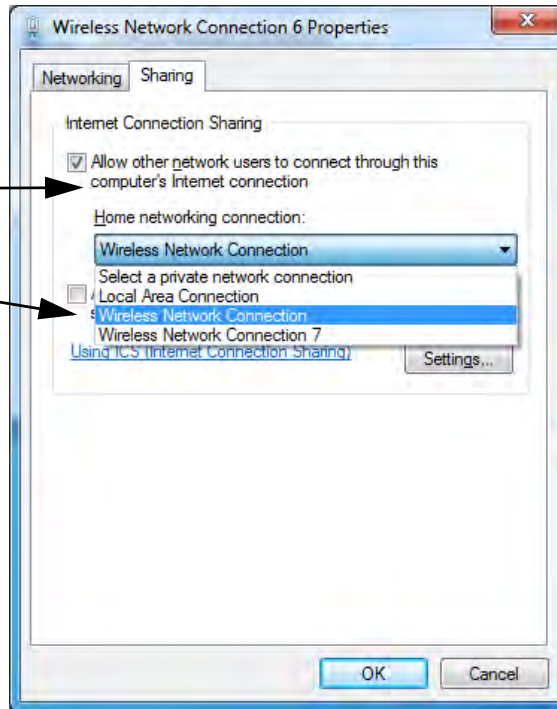 Wireless Network Connection 6 Properties
Networking Sharing
Internet Connection Sharing
Allow other network users to connect through this
computer's Internet connection
Home networking connection:
Wireless Network Connection
Select a private network connection
Local Area Connection
Wireless Network Connection
Wireless Network Connection 7
Using ICS (Internet Connection Sharing)
Settings...
OK Cancel